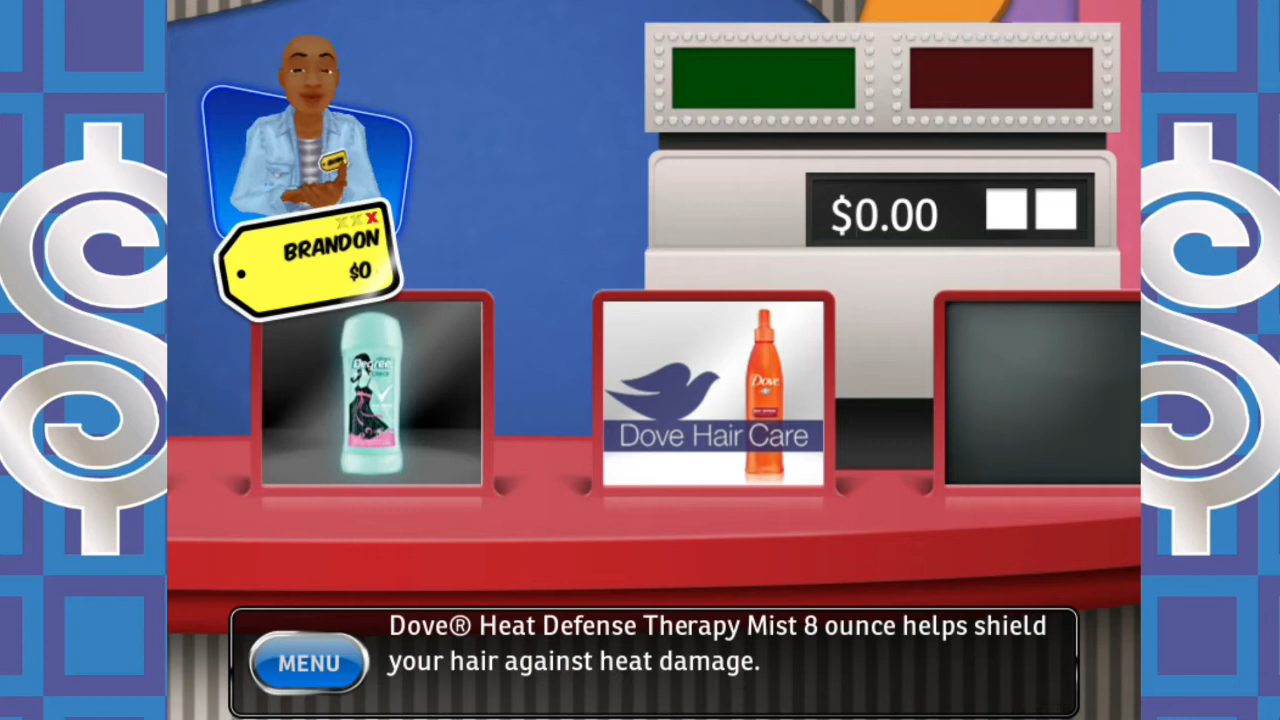 $0.00
X X X
BRANDON
$0
Degree
Dove
Dove Hair Care
Dove® Heat Defense Therapy Mist 8 ounce helps shield
your hair against heat damage.
MENU